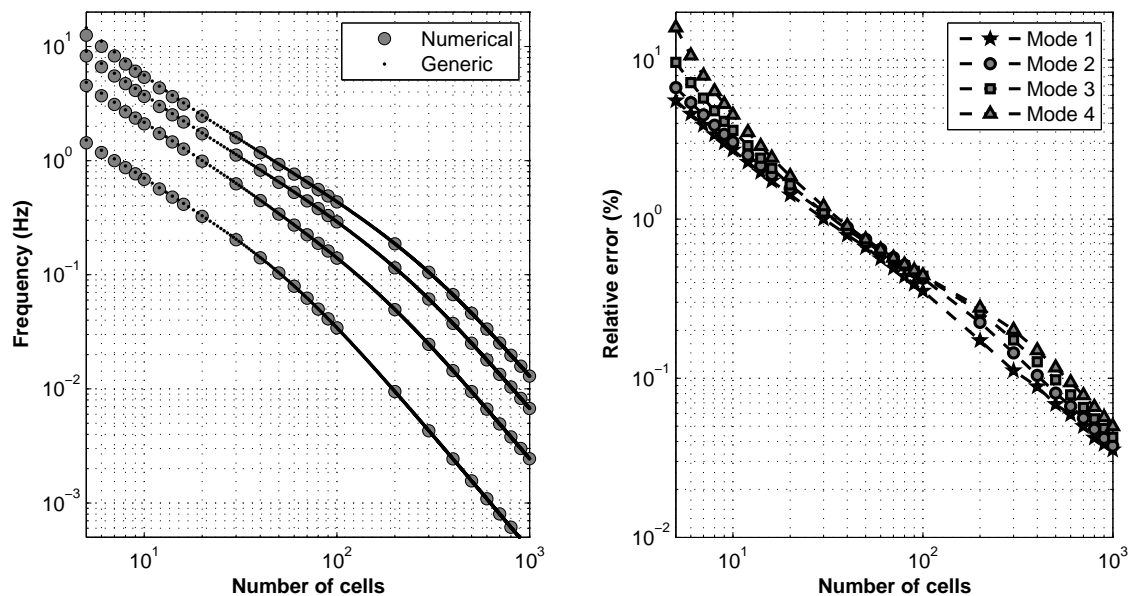 Numerical
Generic
10^1
10^0
10^−1
10^−2
10^−3
Frequency (Hz)
10^1 10^2 10^3
Number of cells
Mode 1
Mode 2
Mode 3
Mode 4
10^1
10^0
10^−1
10^−2
Relative error (%)
10^1 10^2 10^3
Number of cells